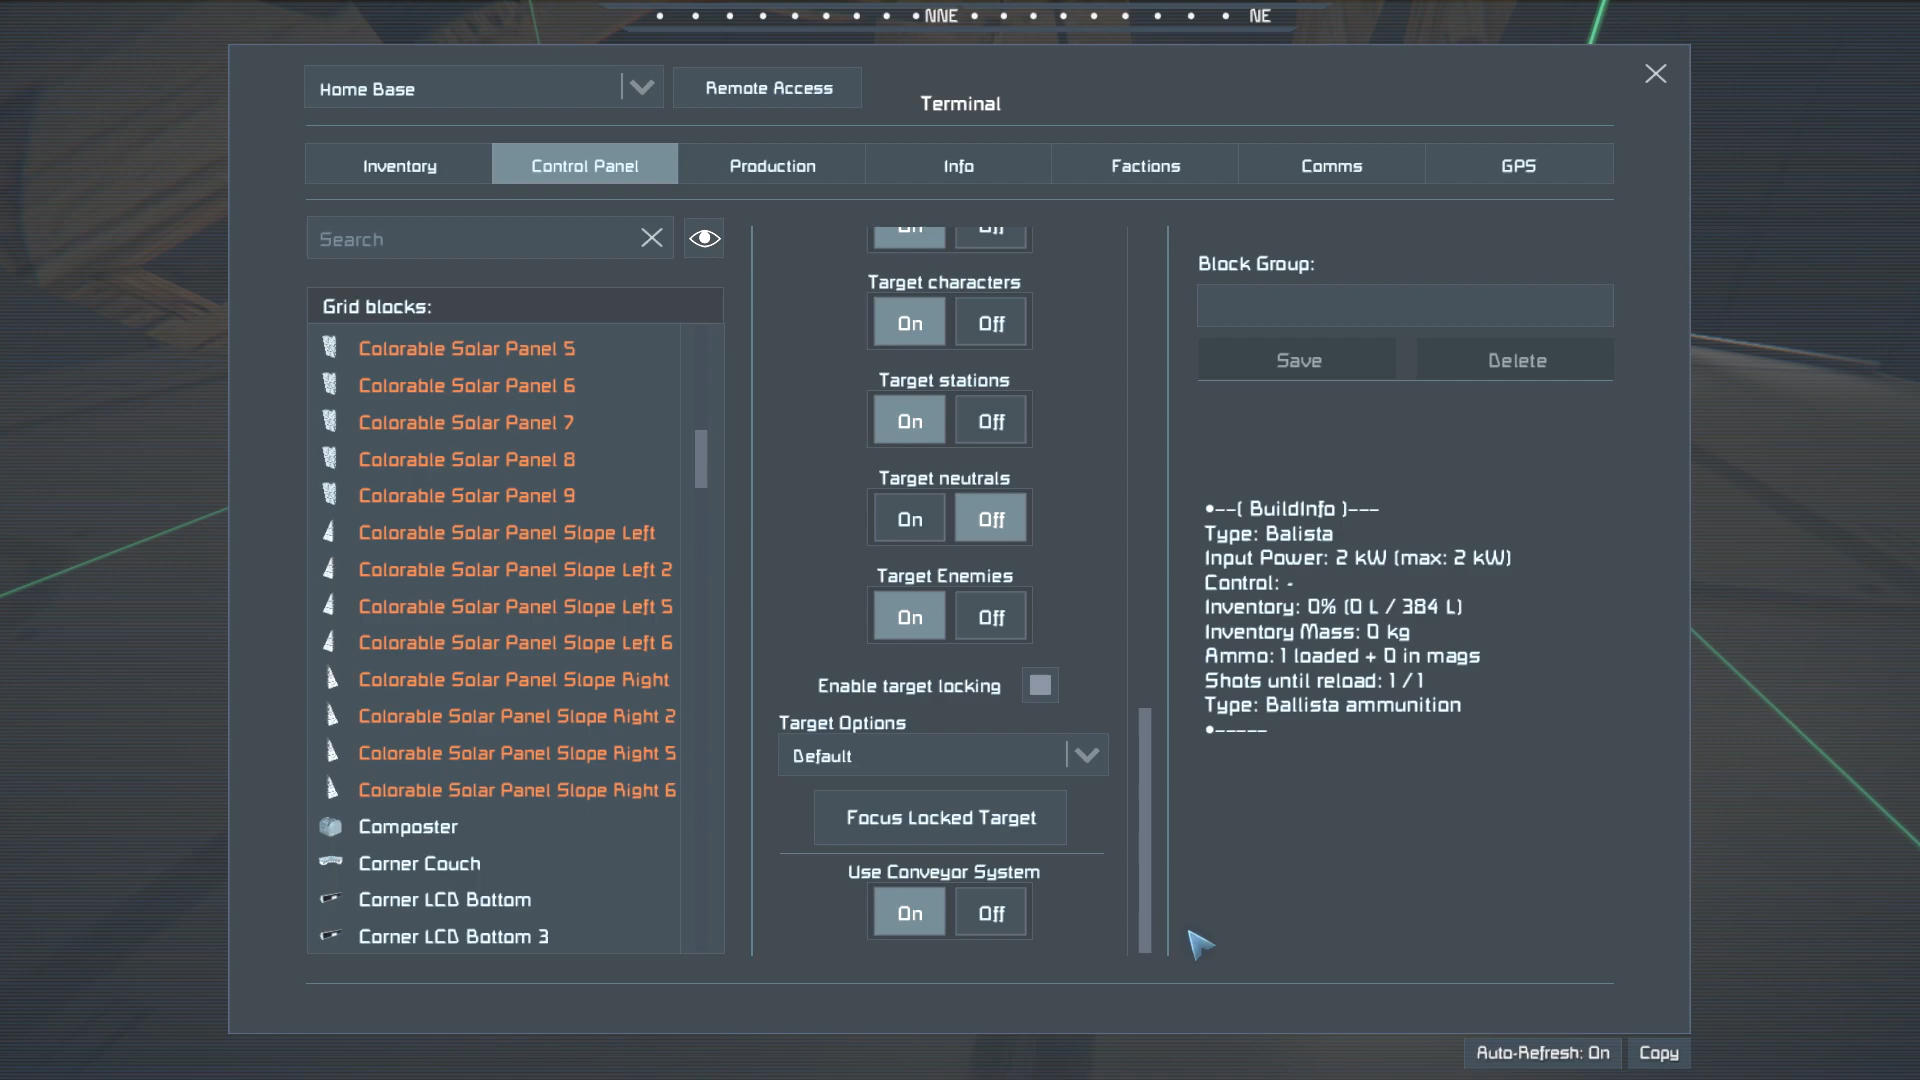 NNE
NE
Home Base
Remote Access
Terminal
Inventory
Control Panel
Production
Info
Factions
Comms
GPS
Search
Grid blocks:
Colorable Solar Panel 5
Colorable Solar Panel 6
Colorable Solar Panel 7
Colorable Solar Panel 8
Colorable Solar Panel 9
Colorable Solar Panel Slope Left
Colorable Solar Panel Slope Left 2
Colorable Solar Panel Slope Left 5
Colorable Solar Panel Slope Left 6
Colorable Solar Panel Slope Right
Colorable Solar Panel Slope Right 2
Colorable Solar Panel Slope Right 5
Colorable Solar Panel Slope Right 6
Composter
Corner Couch
Corner LCD Bottom
Corner LCD Bottom 3
On Off
Target characters
On Off
Target stations
On Off
Target neutrals
On Off
Target Enemies
On Off
Enable target locking
Target Options
Default
Focus Locked Target
Use Conveyor System
On Off
Block Group:
Save
Delete
•--( BuildInfo )---
Type: Balista
Input Power: 2 kW (max: 2 kW)
Control: -
Inventory: 0% (0 L / 384 L)
Inventory Mass: 0 kg
Ammo: 1 loaded + 0 in mags
Shots until reload: 1 / 1
Type: Ballista ammunition
•-----
Auto-Refresh: On
Copy